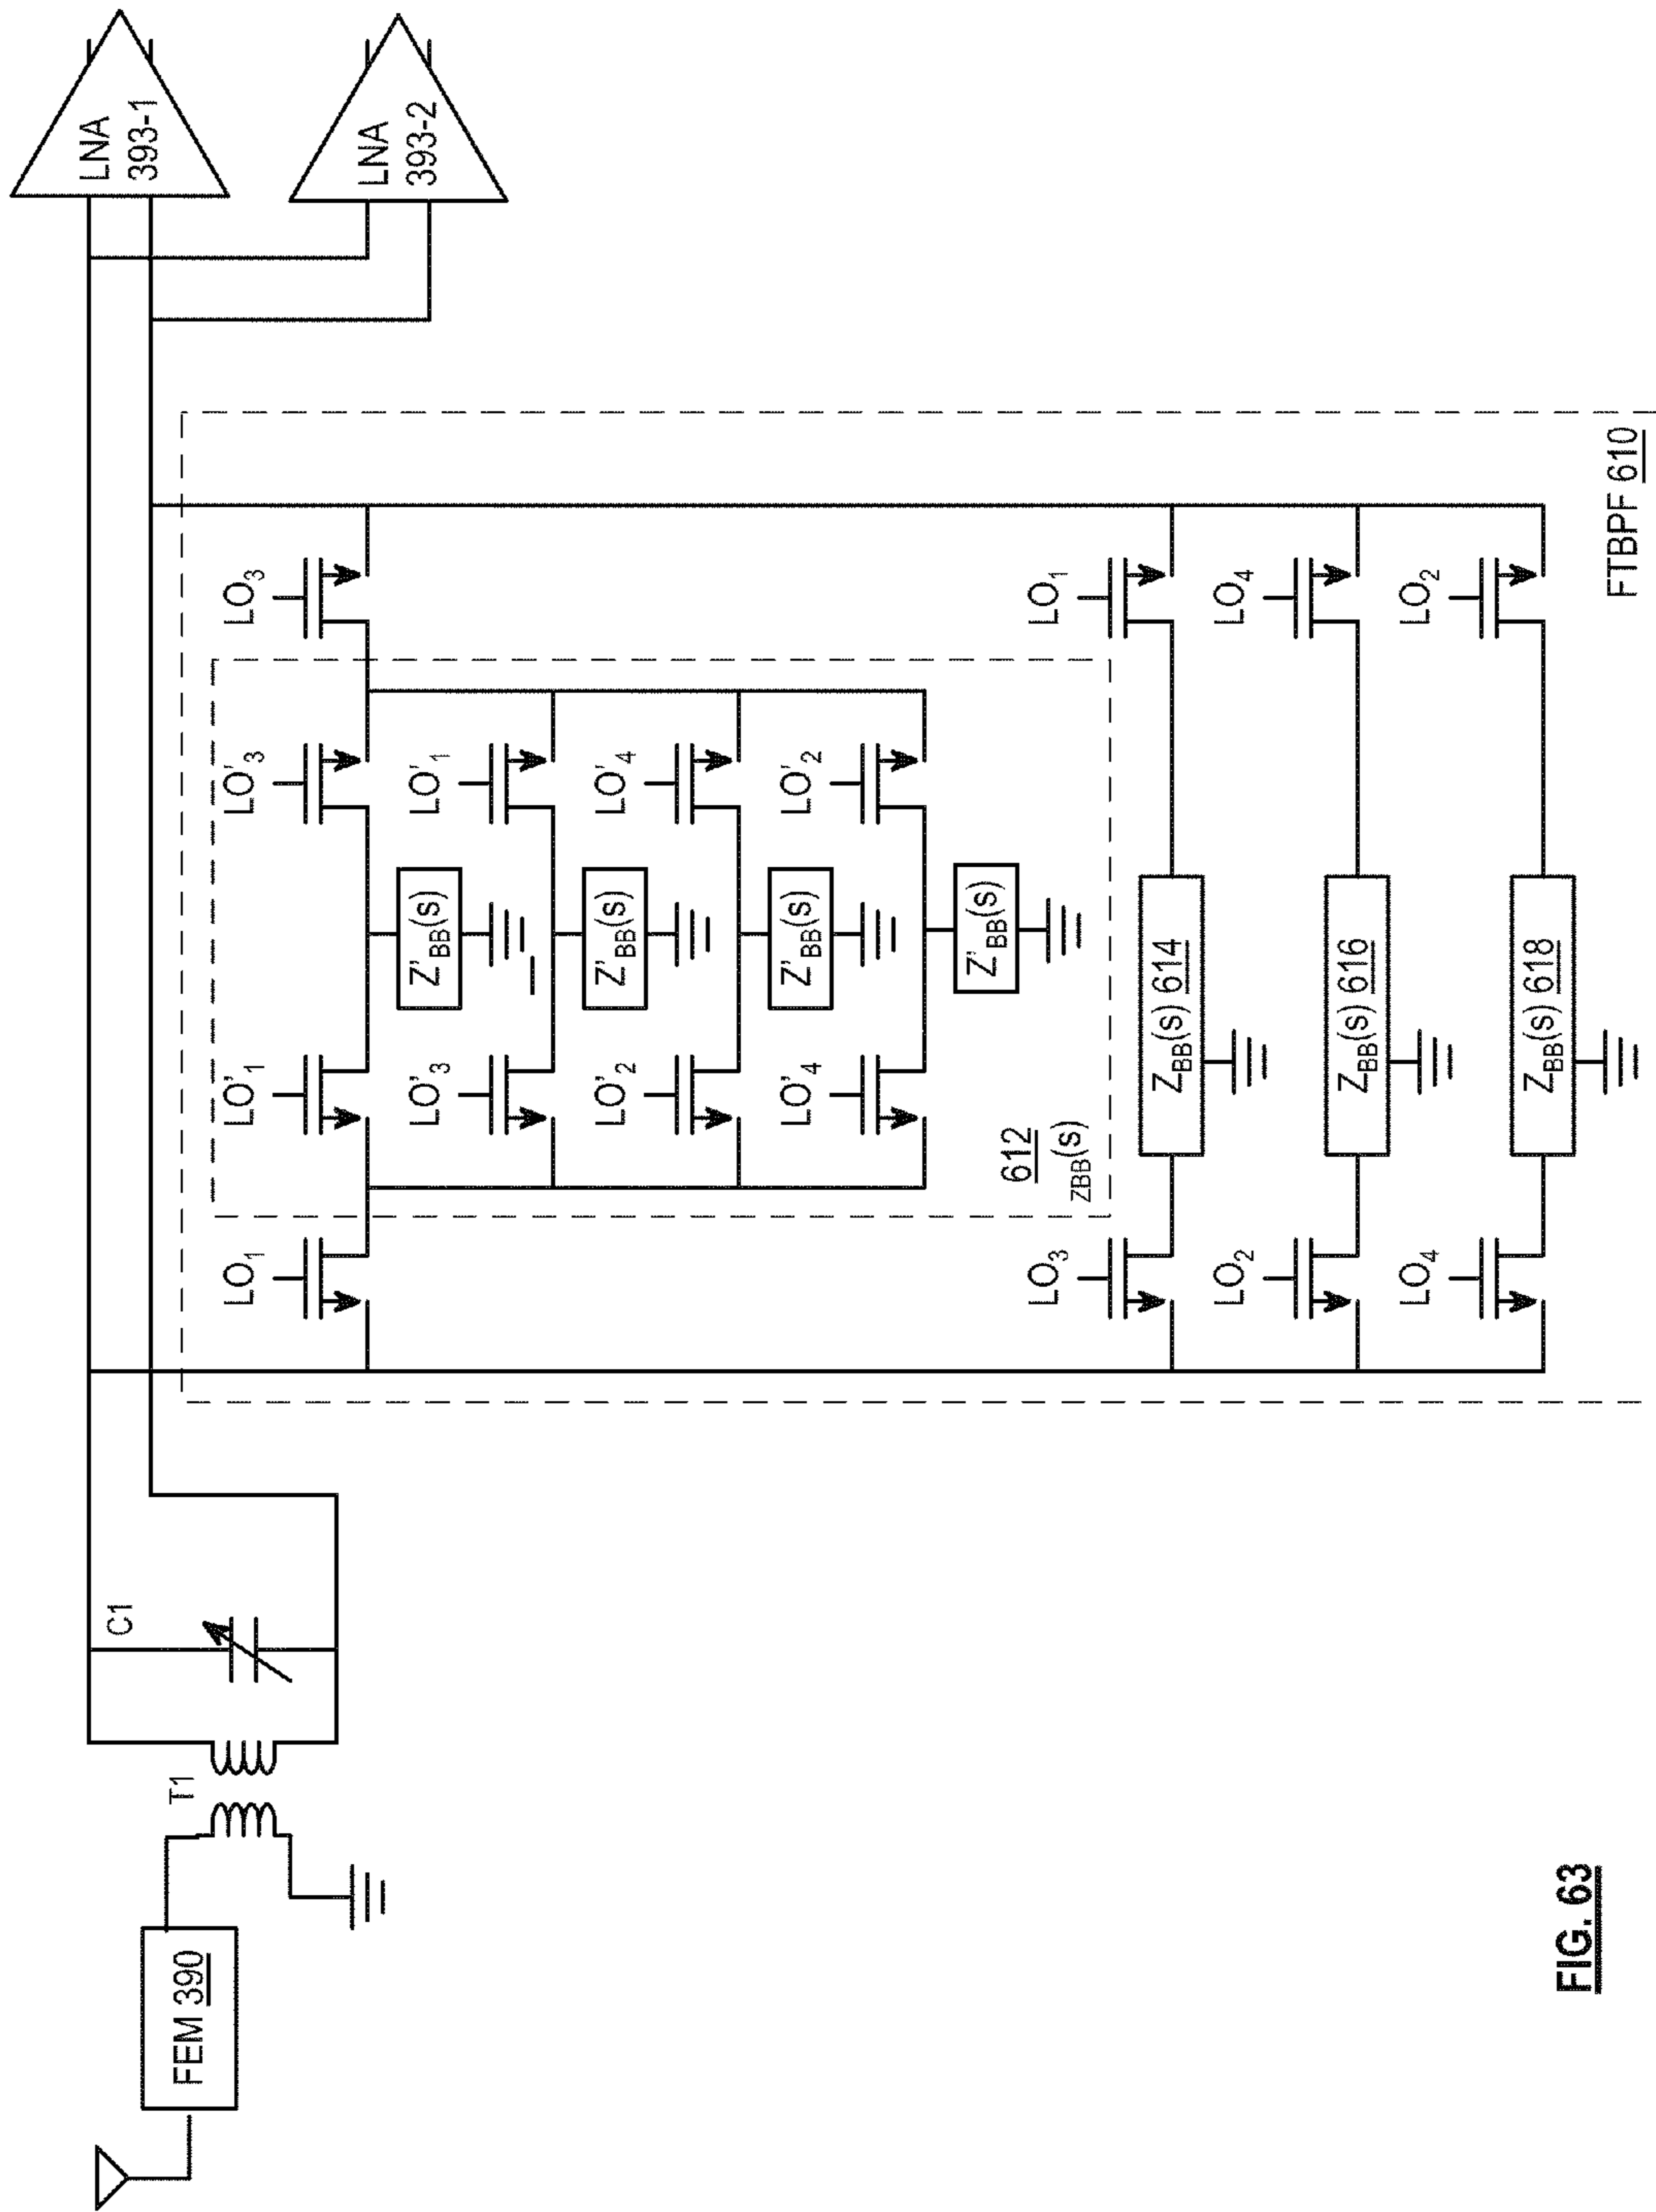 FEM 390
T1
C1
LNA
393-1
LNA
393-2
LO1
LO'1
LO'3
LO3
Z'BB(s)
LO'3
LO'1
Z'BB(s)
LO'2
LO'4
Z'BB(s)
LO'4
LO'2
Z'BB(s)
612
ZBB(s)
LO3
ZBB(s) 614
LO1
LO2
ZBB(s) 616
LO4
LO4
ZBB(s) 618
LO2
FTBPF 610
FIG. 63